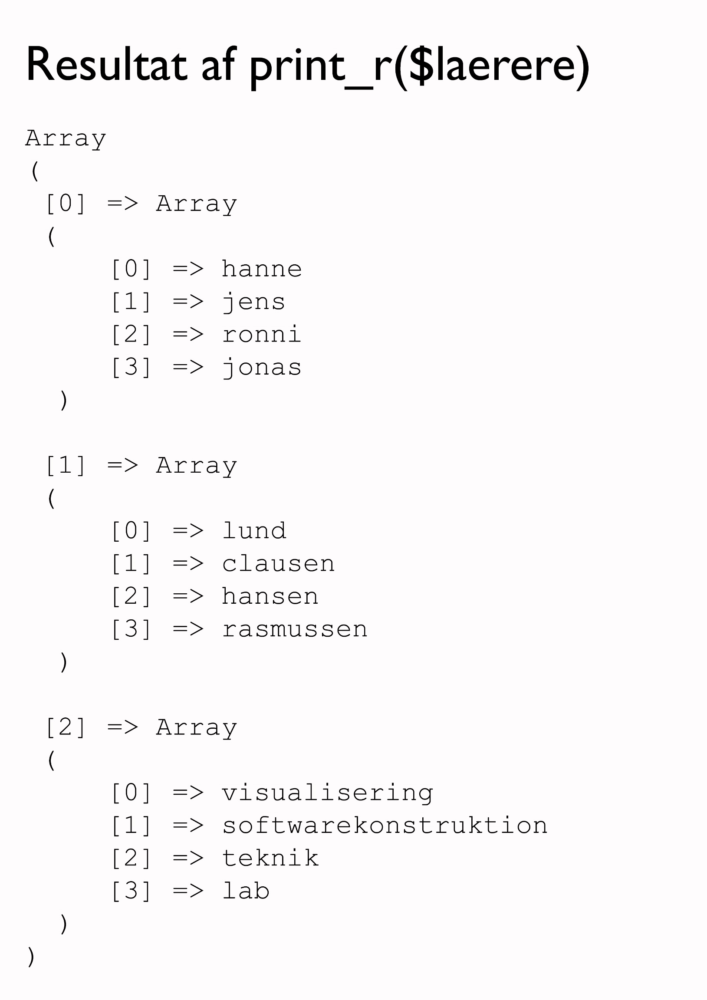 Resultat af print_r($laerere)
Array
(
[0] => Array
(
[0] => hanne
[1] => jens
[2] => ronni
[3] => jonas
)
[1] => Array
(
[0] => lund
[1] => clausen
[2] => hansen
[3] => rasmussen
)
[2] => Array
(
[0] => visualisering
[1] => softwarekonstruktion
[2] => teknik
[3] => lab
)
)